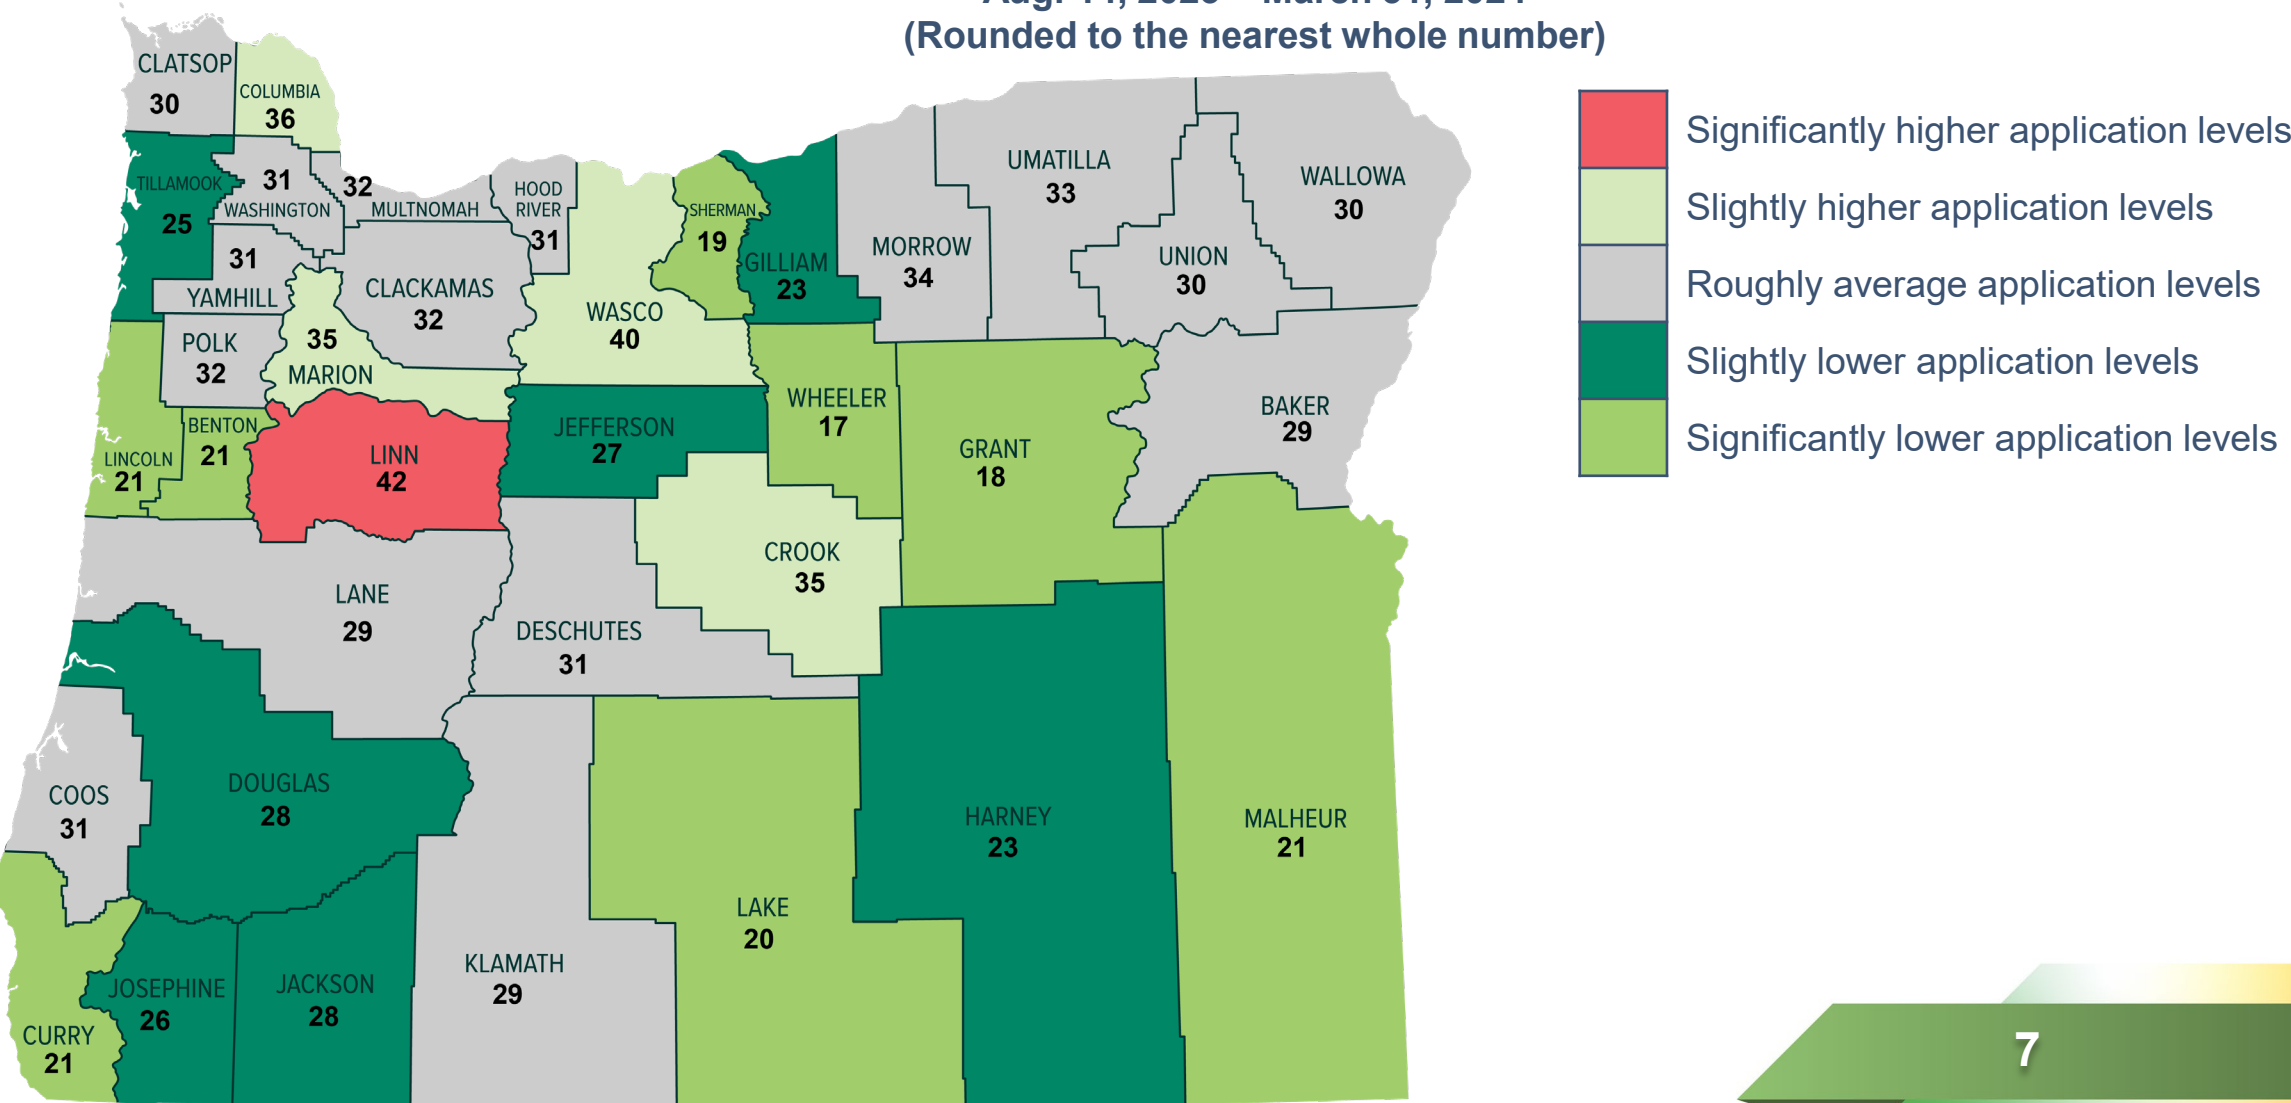 (Rounded to the nearest whole number)
CLATSOP
30
COLUMBIA
36
TILLAMOOK
25
31
WASHINGTON
32
MULTNOMAH
HOOD
RIVER
31
SHERMAN
19
GILLIAM
23
MORROW
34
UMATILLA
33
UNION
30
WALLOWA
30
31
YAMHILL
CLACKAMAS
32
WASCO
40
POLK
32
35
MARION
LINCOLN
21
BENTON
21
LINN
42
JEFFERSON
27
WHEELER
17
GRANT
18
BAKER
29
CROOK
35
LANE
29
DESCHUTES
31
COOS
31
DOUGLAS
28
HARNEY
23
MALHEUR
21
LAKE
20
KLAMATH
29
CURRY
21
JOSEPHINE
26
JACKSON
28
Significantly higher application levels
Slightly higher application levels
Roughly average application levels
Slightly lower application levels
Significantly lower application levels
7